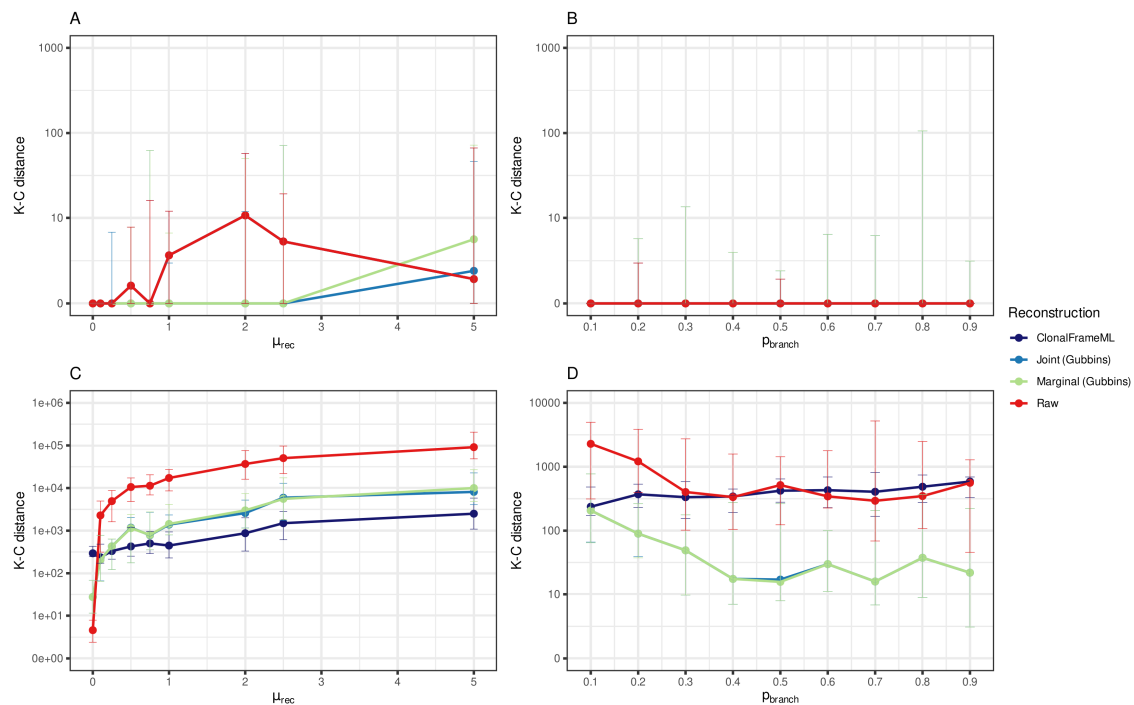 A
1000
100
10
0
K-C distance
0 1 2 3 4 5
μrec
B
1000
100
10
0
K-C distance
0.1 0.2 0.3 0.4 0.5 0.6 0.7 0.8 0.9
pbranch
C
1e+06
1e+05
1e+04
1e+03
1e+02
1e+01
0e+00
K-C distance
0 1 2 3 4 5
μrec
D
10000
1000
100
10
0
K-C distance
0.1 0.2 0.3 0.4 0.5 0.6 0.7 0.8 0.9
pbranch
Reconstruction
ClonalFrameML
Joint (Gubbins)
Marginal (Gubbins)
Raw